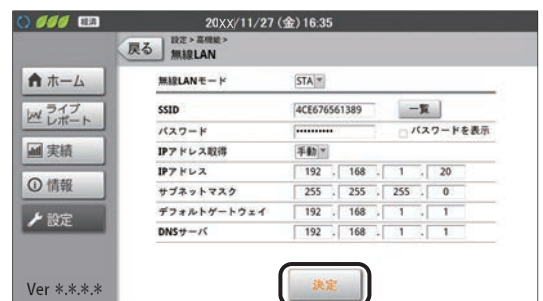 経済 20XX/11/27 (金) 16:35
戻る
設定 > 高機能 >
無線LAN
ホーム
ライブレポート
実績
情報
設定
Ver *.*.*.*
無線LANモード STA
SSID 4CE676561389 一覧
パスワード •••••••••• パスワードを表示
IPアドレス取得 手動
IPアドレス 192 . 168 . 1 . 20
サブネットマスク 255 . 255 . 255 . 0
デフォルトゲートウェイ 192 . 168 . 1 . 1
DNSサーバ 192 . 168 . 1 . 1
決定